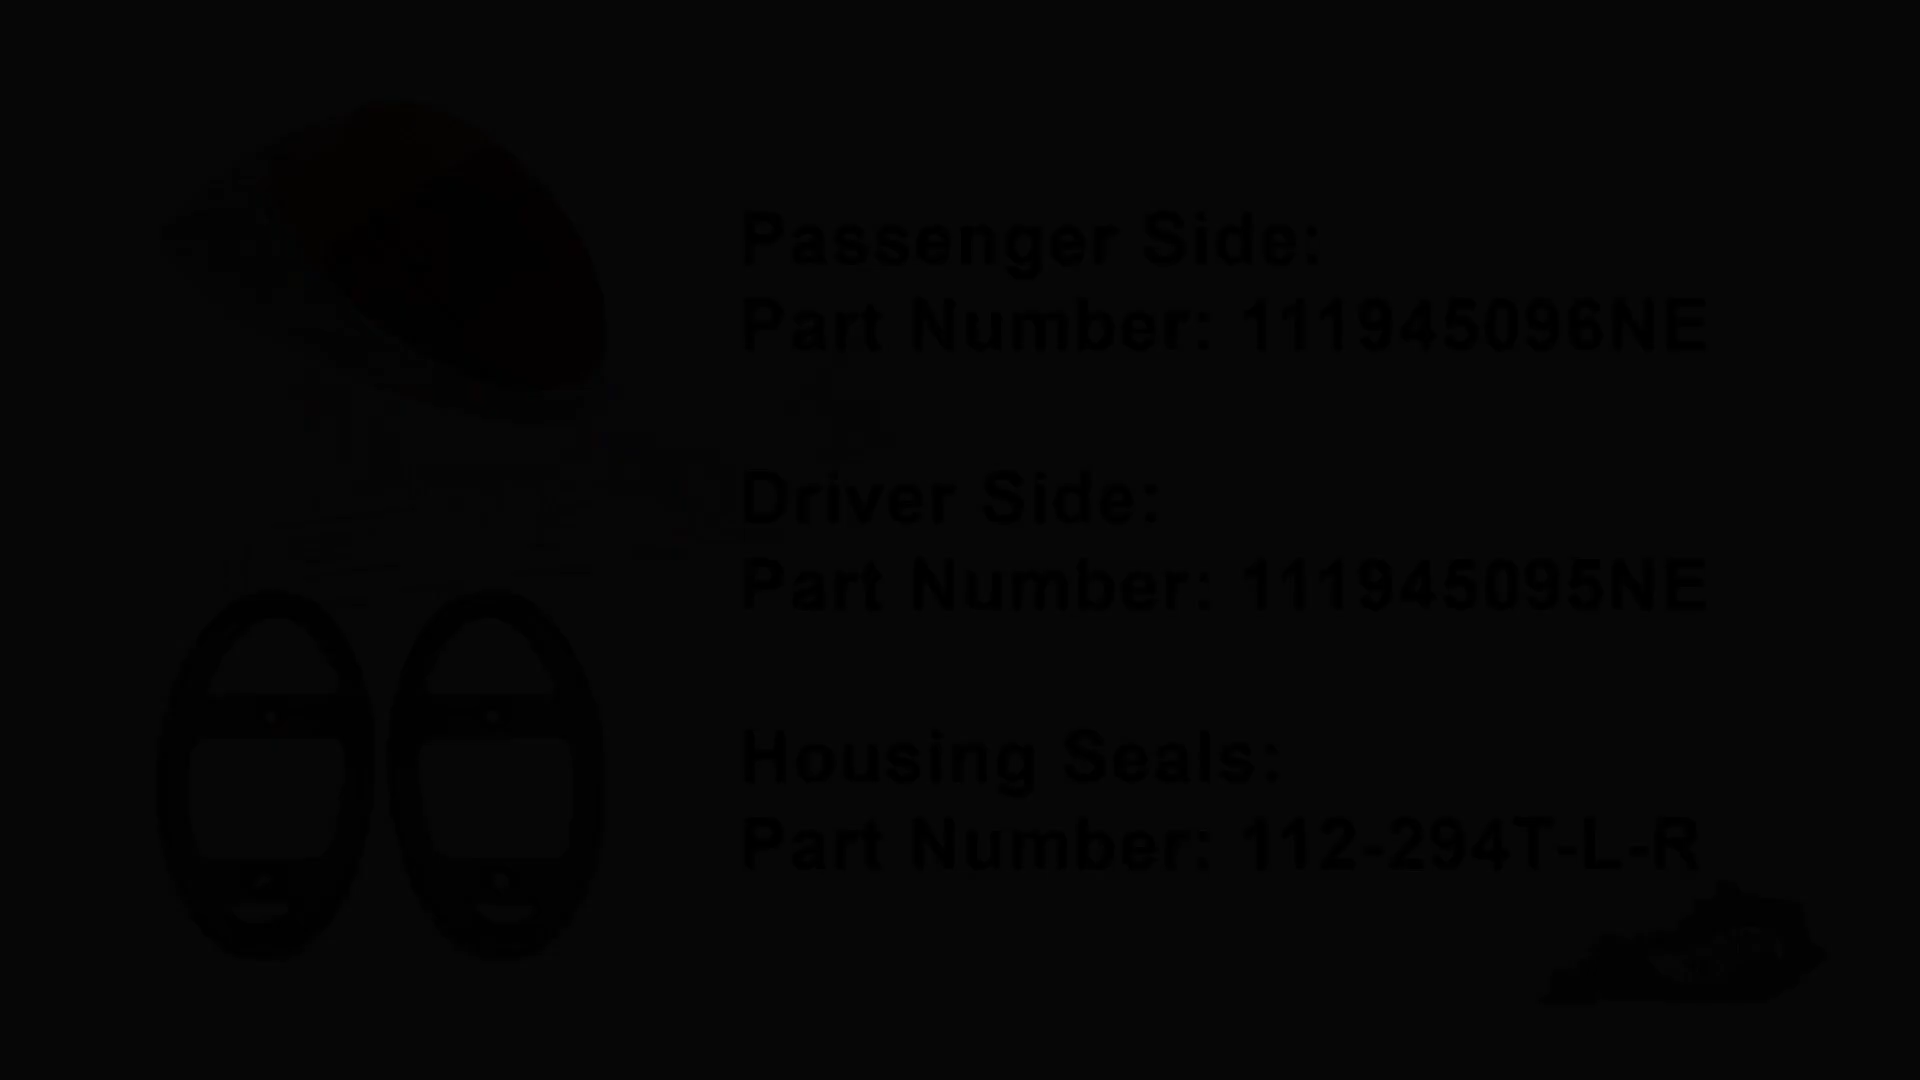 Passenger Side:
Part Number: 111945096NE
Driver Side:
Part Number: 111945095NE
Housing Seals:
Part Number: 112-294T-L-R